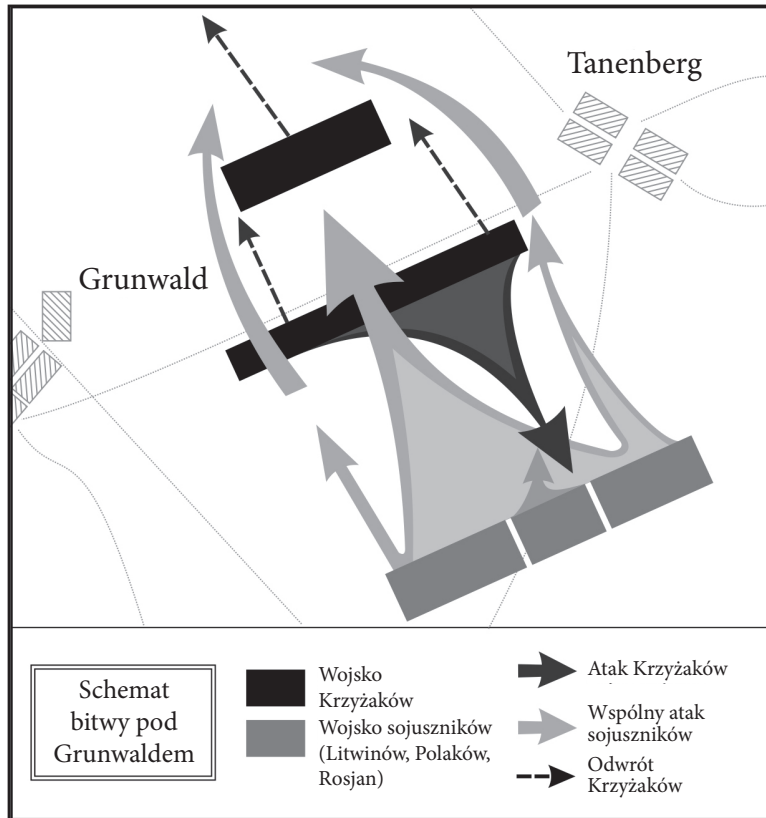 Tanenberg
Grunwald
Schemat
bitwy pod
Grunwaldem
Wojsko
Krzyżaków
Wojsko sojuszników
(Litwinów, Polaków,
Rosjan)
Atak Krzyżaków
Wspólny atak
sojuszników
Odwrót
Krzyżaków